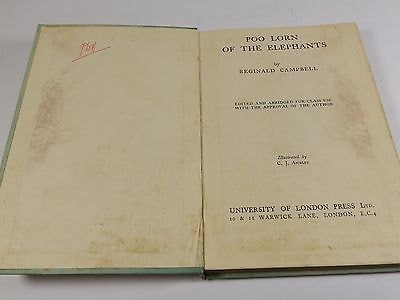 POO LORN
OF THE ELEPHANTS
by
REGINALD CAMPBELL
EDITED AND ABRIDGED FOR CLASS USE
WITH THE APPROVAL OF THE AUTHOR
Illustrated by
C. J.
UNIVERSITY OF LONDON PRESS LTD.
10 & 11 WARWICK LANE, LONDON, E.C.4